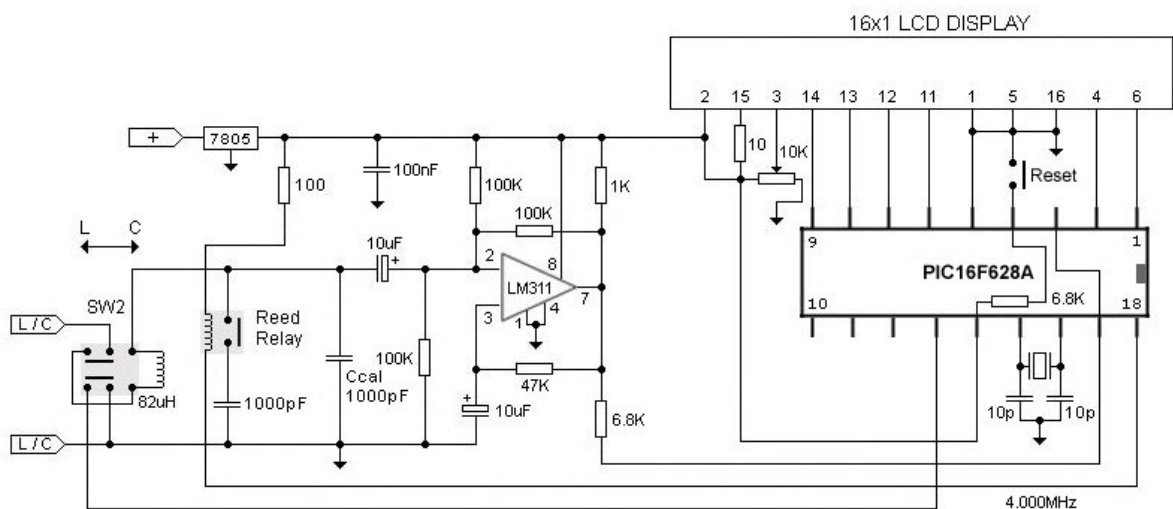 16x1 LCD DISPLAY
2 15 3 14 13 12 11 1 5 16 4 6
+ 7805
10 10K
100 100nF 100K 1K
Reset
100K
L C
10uF +
2 8
9 1
LM311 7
PIC16F628A
SW2
3 1 4
10 6.8K 18
L/C
Reed
Relay
100K
Ccal
1000pF
47K
82uH
1000pF
+
10uF
6.8K
10p 10p
L/C
4.000MHz